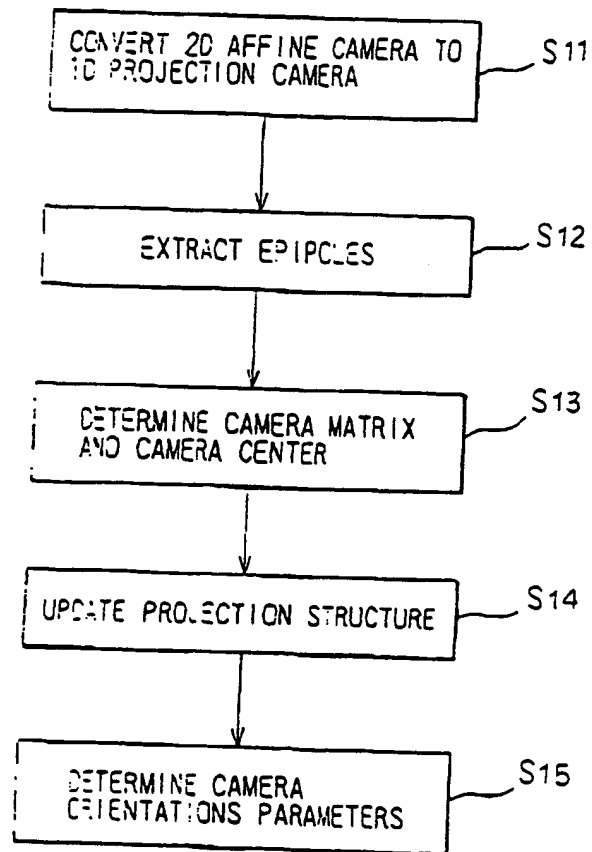 CONVERT 2D AFFINE CAMERA TO
1D PROJECTION CAMERA
S11
EXTRACT EPIPOLES
S12
DETERMINE CAMERA MATRIX
AND CAMERA CENTER
S13
UPDATE PROJECTION STRUCTURE
S14
DETERMINE CAMERA
ORIENTATIONS PARAMETERS
S15